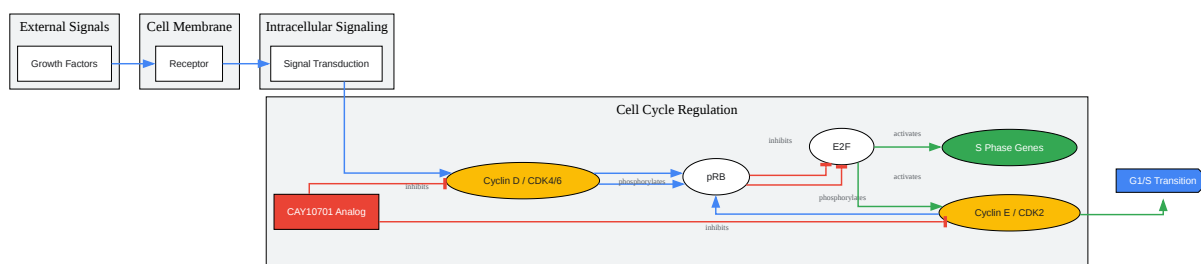 External Signals
Cell Membrane
Intracellular Signaling
Growth Factors
Receptor
Signal Transduction
Cell Cycle Regulation
inhibits
activates
E2F
S Phase Genes
pRB
Cyclin D / CDK4/6
phosphorylates
inhibits
activates
G1/S Transition
phosphorylates
CAY10701 Analog
Cyclin E / CDK2
inhibits